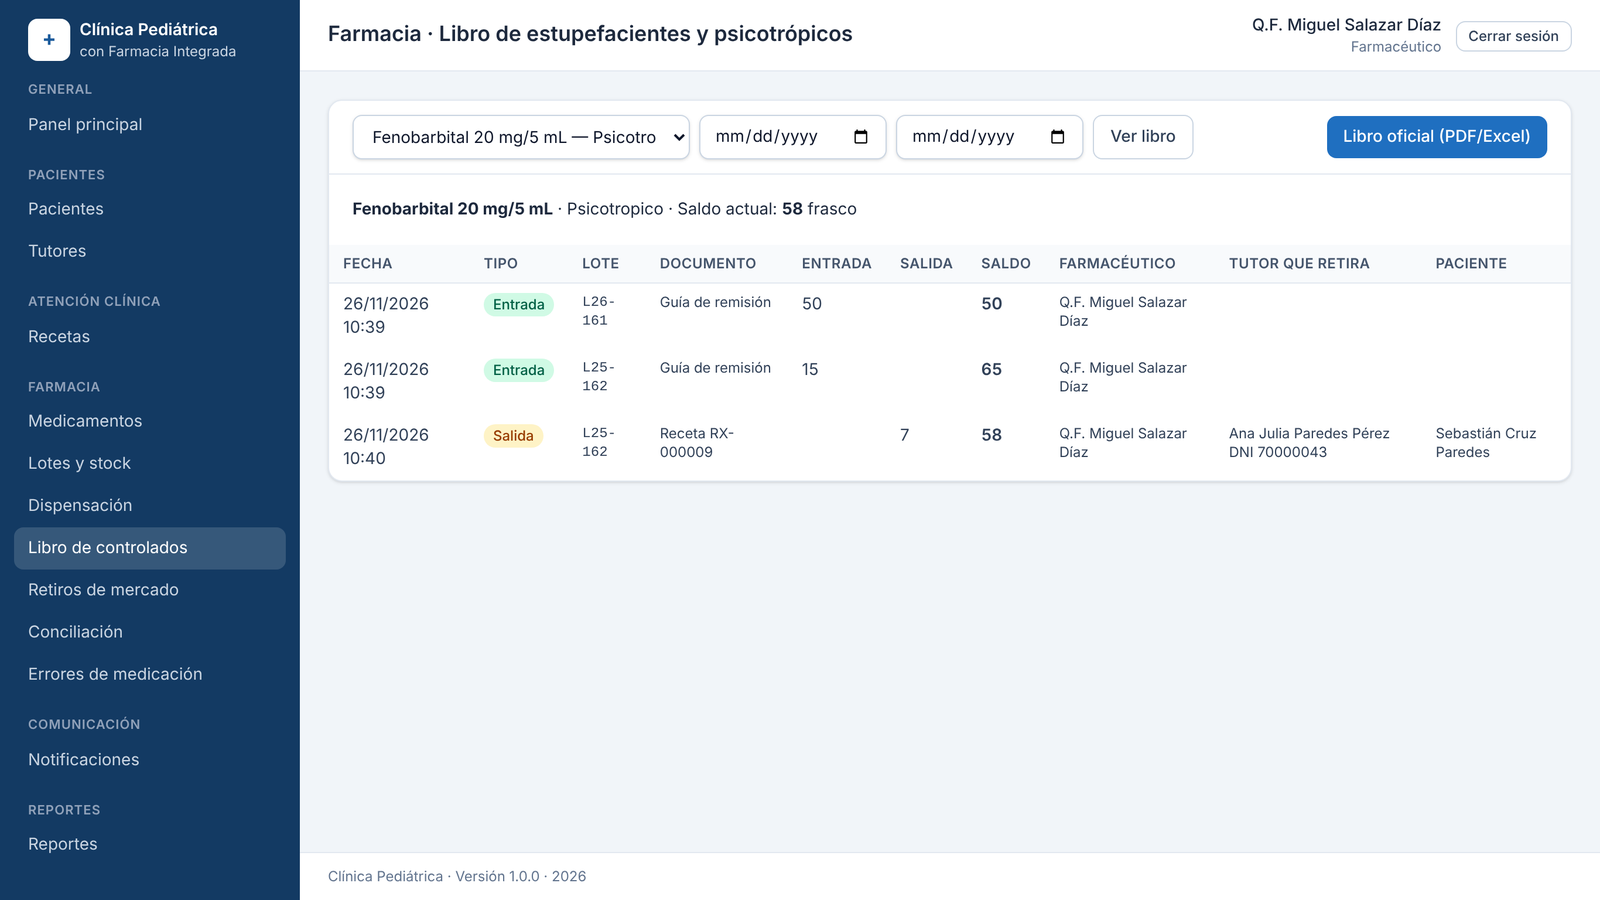 +
Clínica Pediátrica
con Farmacia Integrada
GENERAL
Panel principal
PACIENTES
Pacientes
Tutores
ATENCIÓN CLÍNICA
Recetas
FARMACIA
Medicamentos
Lotes y stock
Dispensación
Libro de controlados
Retiros de mercado
Conciliación
Errores de medicación
COMUNICACIÓN
Notificaciones
REPORTES
Reportes
Farmacia · Libro de estupefacientes y psicotrópicos
Q.F. Miguel Salazar Díaz
Farmacéutico
Cerrar sesión
Fenobarbital 20 mg/5 mL — Psicotro mm/dd/yyyy mm/dd/yyyy Ver libro Libro oficial (PDF/Excel)
Fenobarbital 20 mg/5 mL · Psicotropico · Saldo actual: 58 frasco
FECHA TIPO LOTE DOCUMENTO ENTRADA SALIDA SALDO FARMACÉUTICO TUTOR QUE RETIRA PACIENTE
26/11/2026 Entrada L26- Guía de remisión 50 50 Q.F. Miguel Salazar
10:39 161 Díaz
26/11/2026 Entrada L25- Guía de remisión 15 65 Q.F. Miguel Salazar
10:39 162 Díaz
26/11/2026 Salida L25- Receta RX- 7 58 Q.F. Miguel Salazar Ana Julia Paredes Pérez Sebastián Cruz
10:40 162 000009 Díaz DNI 70000043 Paredes
Clínica Pediátrica · Versión 1.0.0 · 2026